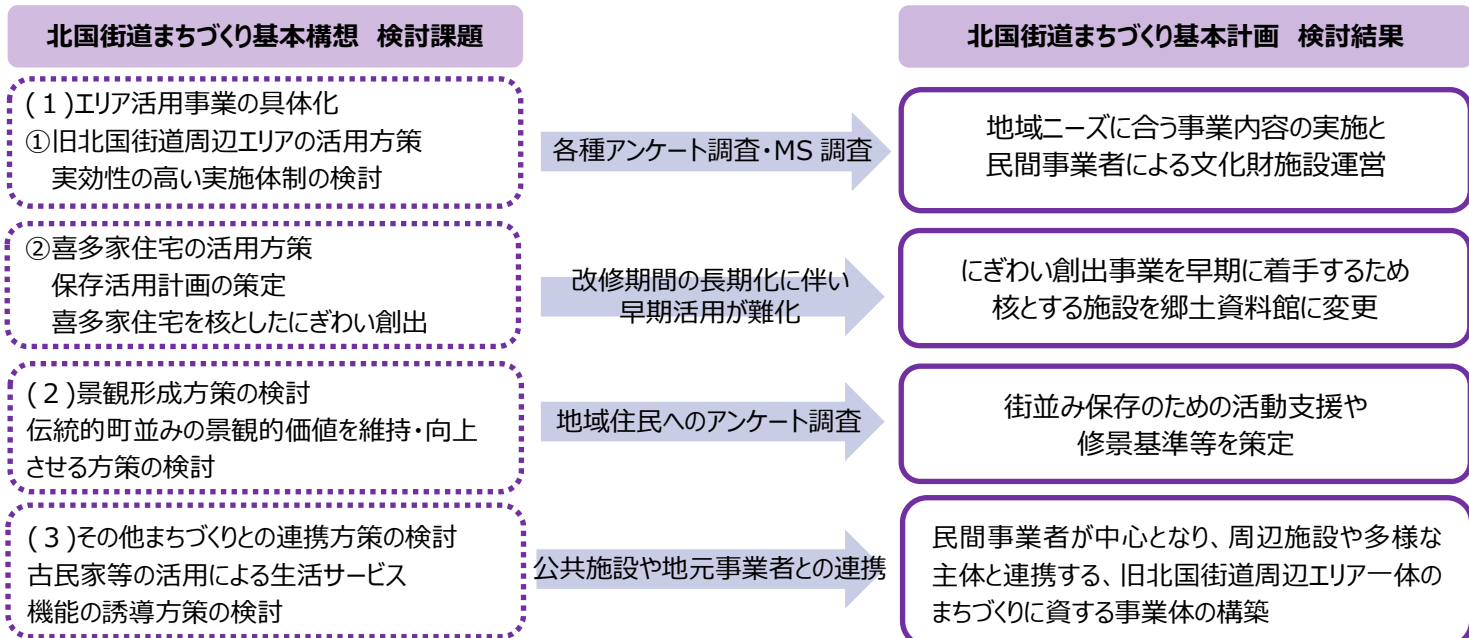 北国街道まちづくり基本構想 検討課題
北国街道まちづくり基本計画 検討結果
(１)エリア活用事業の具体化
①旧北国街道周辺エリアの活用方策
実効性の高い実施体制の検討
各種アンケート調査・MS 調査
地域ニーズに合う事業内容の実施と
民間事業者による文化財施設運営
②喜多家住宅の活用方策
保存活用計画の策定
喜多家住宅を核としたにぎわい創出
改修期間の長期化に伴い
早期活用が難化
にぎわい創出事業を早期に着手するため
核とする施設を郷土資料館に変更
(２)景観形成方策の検討
伝統的町並みの景観的価値を維持・向上
させる方策の検討
地域住民へのアンケート調査
街並み保存のための活動支援や
修景基準等を策定
(３)その他まちづくりとの連携方策の検討
古民家等の活用による生活サービス
機能の誘導方策の検討
公共施設や地元事業者との連携
民間事業者が中心となり、周辺施設や多様な
主体と連携する、旧北国街道周辺エリア一体の
まちづくりに資する事業体の構築